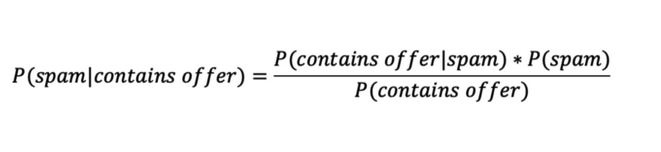 P(spam|contains offer) = P(contains offer|spam) * P(spam)
P(contains offer)